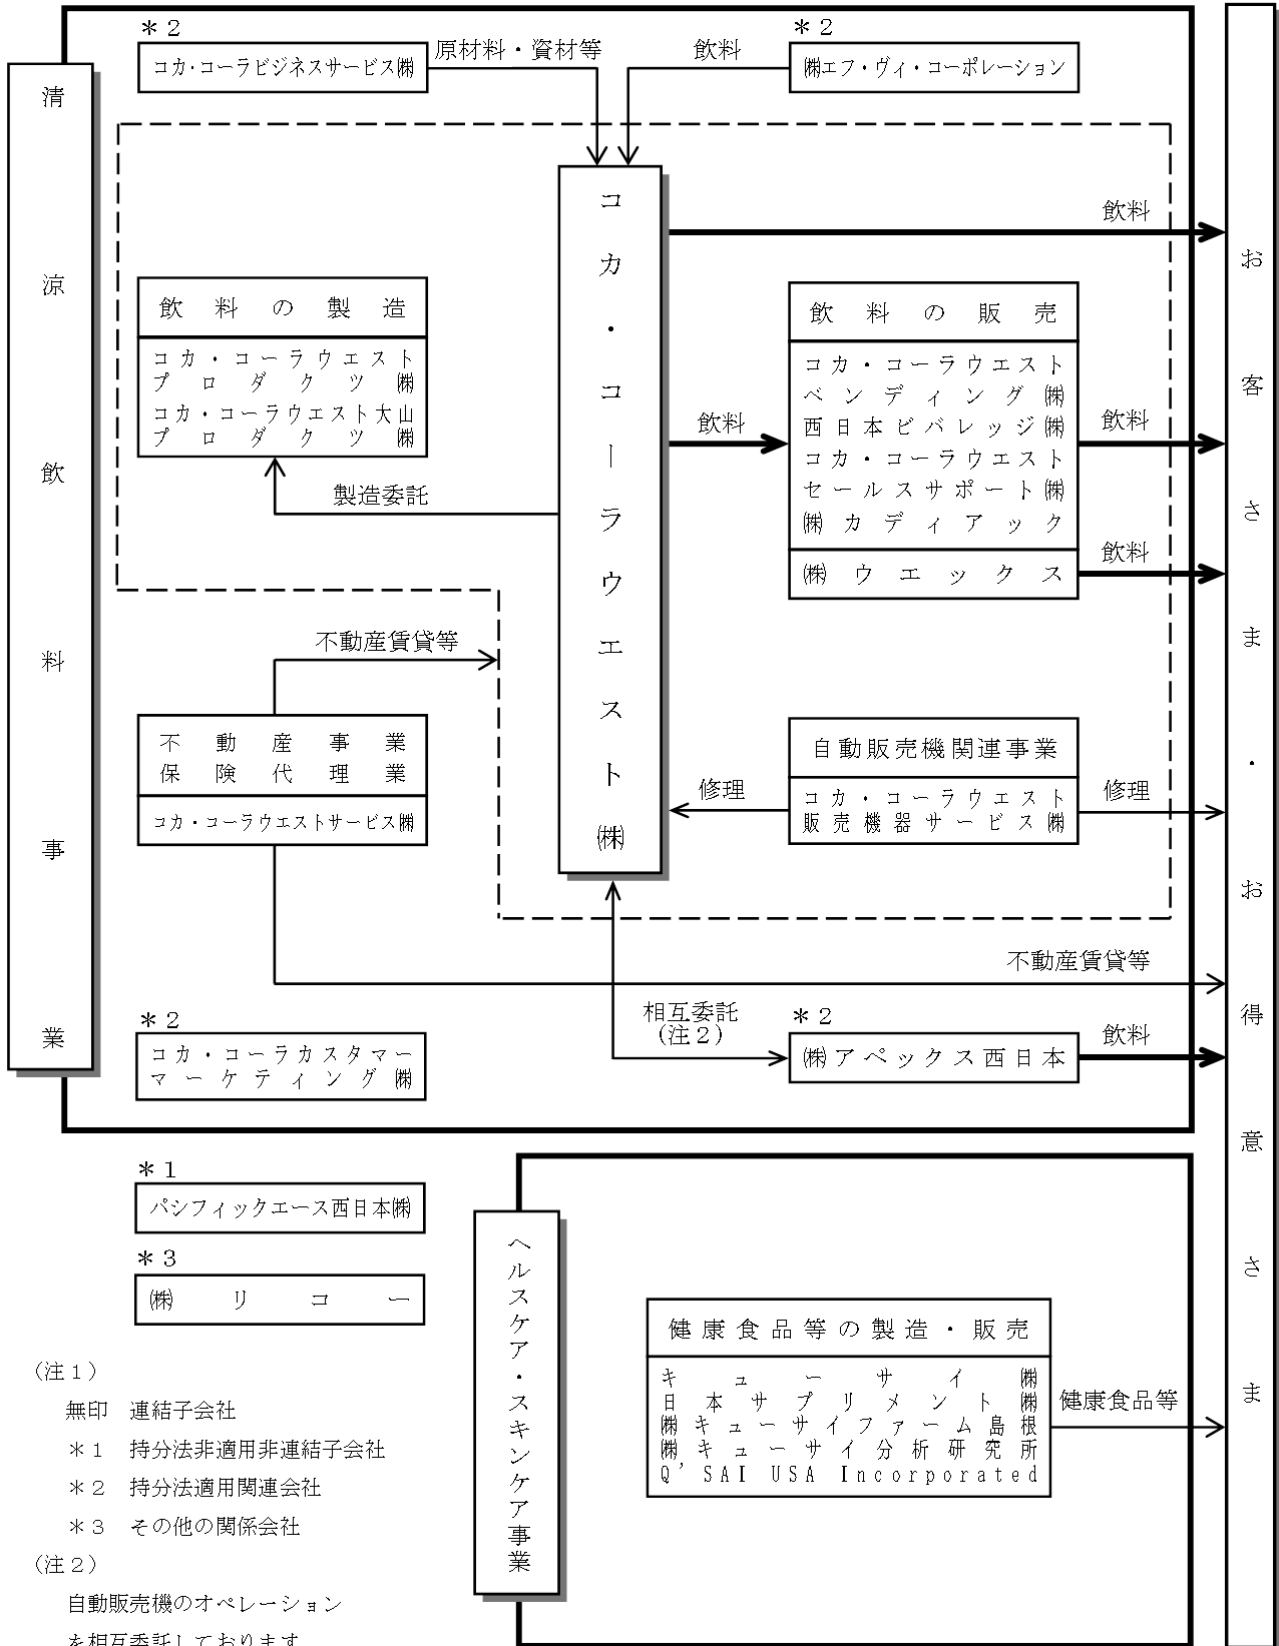 清涼飲料事業
＊２
コカ・コーラビジネスサービス㈱
原材料・資材等
飲料
＊２
㈱エフ・ヴィ・コーポレーション
コカ・コーラウエスト㈱
飲料
お客さま・お得意さま
飲料の製造
コカ・コーラウエスト
プロダクツ㈱
コカ・コーラウエスト大山
プロダクツ㈱
製造委託
飲料
飲料の販売
コカ・コーラウエスト
ベンディング㈱
西日本ビバレッジ㈱
コカ・コーラウエスト
セールスサポート㈱
㈱カディアック
㈱ウエックス
飲料
飲料
不動産賃貸等
不動産事業
保険代理業
コカ・コーラウエストサービス㈱
修理
自動販売機関連事業
コカ・コーラウエスト
販売機器サービス㈱
修理
不動産賃貸等
＊２
コカ・コーラカスタマー
マーケティング㈱
相互委託
(注２)
＊２
㈱アペックス西日本
飲料
＊１
パシフィックエース西日本㈱
＊３
㈱リコー
ヘルスケア・スキンケア事業
健康食品等の製造・販売
キューサイ㈱
日本サプリメント㈱
㈱キューサイファーム島根
㈱キューサイ分析研究所
Q’SAI USA Incorporated
健康食品等
（注１）
無印　連結子会社
＊１　持分法非適用非連結子会社
＊２　持分法適用関連会社
＊３　その他の関係会社
（注２）
自動販売機のオペレーション
を相互委託しております